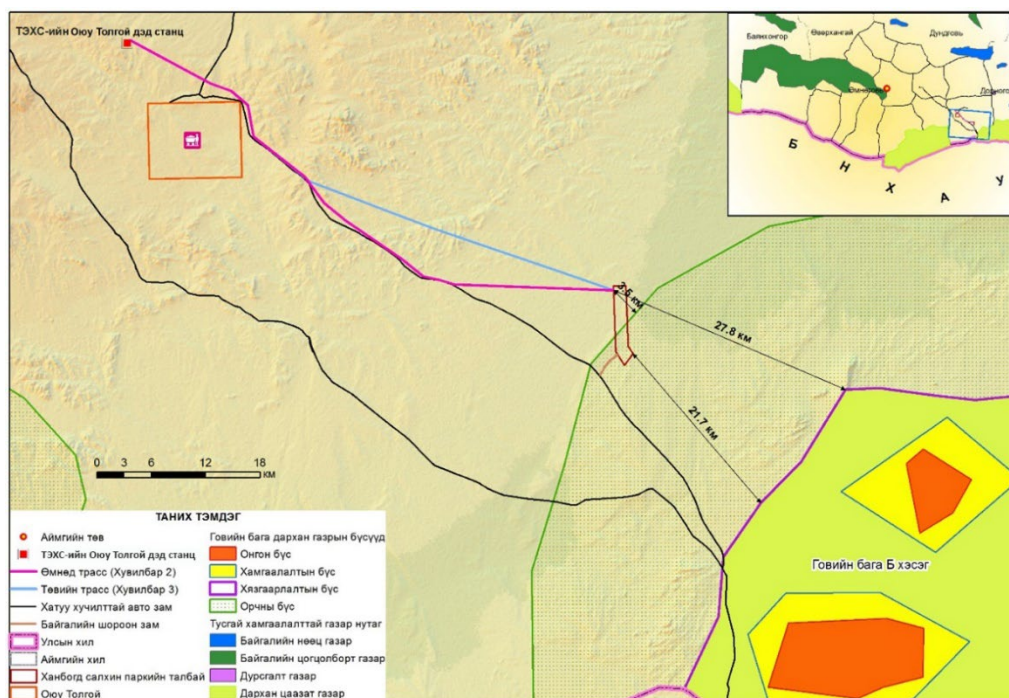 ТЭХС-ийн Оюу Толгой дэд станц
Баянхонгор
Өвөрхангай
Дундговь
Өмнөговь
Дорного
Б Н Х А У
3.5 км
27.8 км
21.7 км
0 3 6 12 18
КМ
Говийн бага Б хэсэг
ТАНИХ ТЭМДЭГ
Аймгийн төв
ТЭХС-ийн Оюу Толгой дэд станц
Өмнөд трасс (Хувилбар 2)
Төвийн трасс (Хувилбар 3)
Хатуу хучилттай авто зам
Байгалийн шороон зам
Улсын хил
Аймгийн хил
Ханбогд салхин паркийн талбай
Оюу Толгой
Говийн бага дархан газрын бүсүүд
Онгон бүс
Хамгаалалтын бүс
Хязгаарлалтын бүс
Орчны бүс
Тусгай хамгаалалттай газар нутаг
Байгалийн нөөц газар
Байгалийн цогцолборт газар
Дурсгалт газар
Дархан цаазат газар